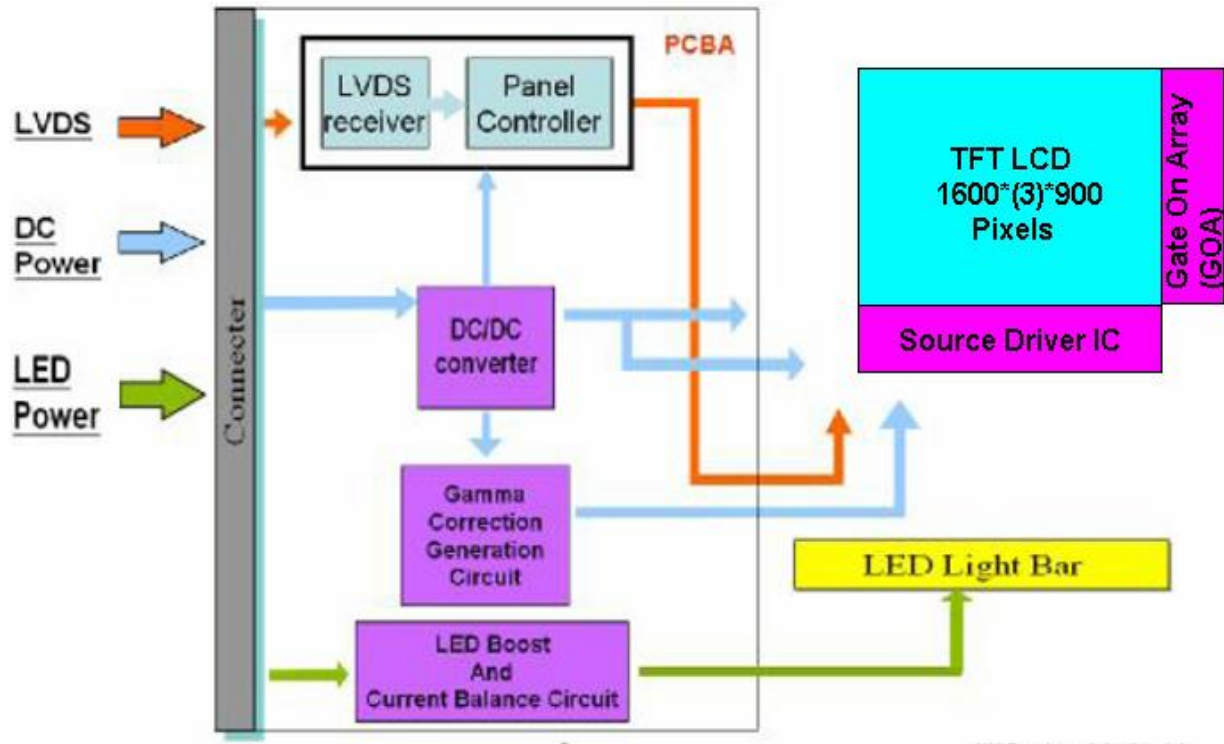 PCBA
LVDS
receiver
Panel
Controller
LVDS
DC
Power
LED
Power
Connecter
DC/DC
converter
Gamma
Correction
Generation
Circuit
LED Boost
And
Current Balance Circuit
TFT LCD
1600*(3)*900
Pixels
Gate On Array
(GOA)
Source Driver IC
LED Light Bar